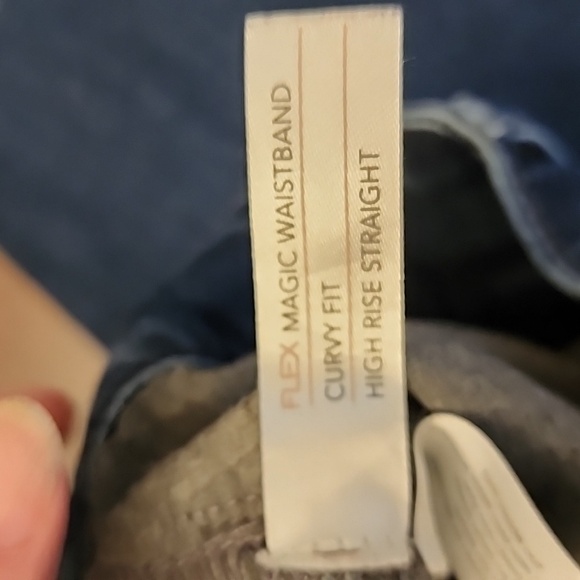 FLEX MAGIC WAISTBAND
CURVY FIT
HIGH RISE STRAIGHT